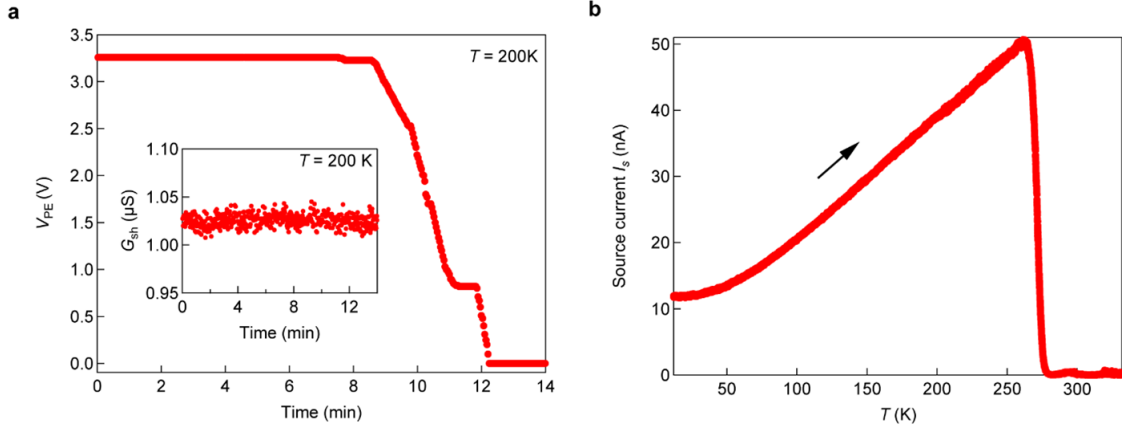 a
3.5
3.0
2.5
2.0
1.5
1.0
0.5
0.0
V_PE (V)
T = 200K
1.10
1.05
1.00
0.95
G_sh (µS)
T = 200 K
0 4 8 12
Time (min)
0 2 4 6 8 10 12 14
Time (min)
b
50
40
30
20
10
0
Source current I_s (nA)
50 100 150 200 250 300
T (K)